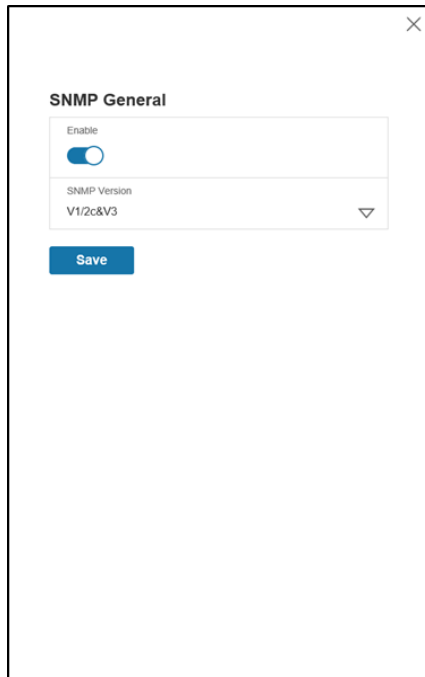 SNMP General
Enable
SNMP Version
V1/2c&V3
Save